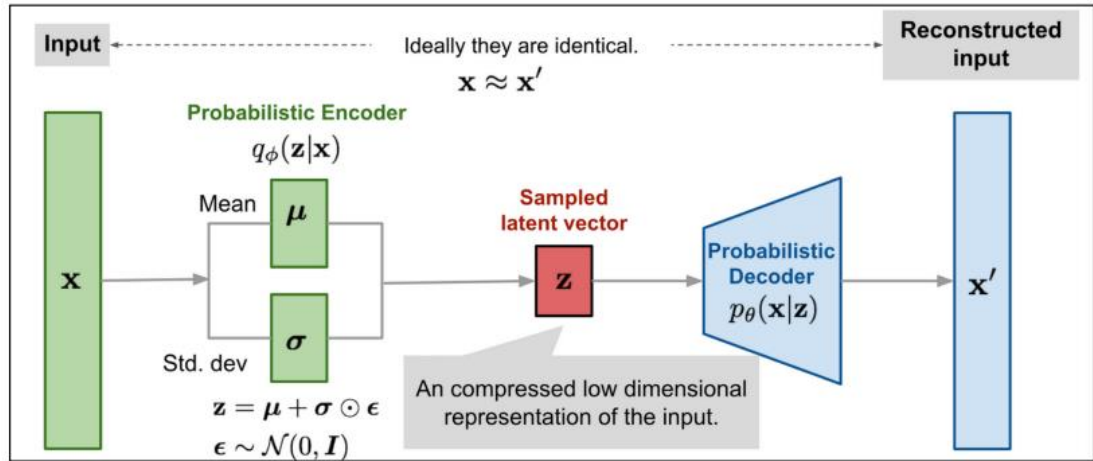 Input
Ideally they are identical.
x ≈ x′
Reconstructed
input
Probabilistic Encoder
qϕ(z|x)
Mean
μ
Sampled
latent vector
x
z
Probabilistic
Decoder
pθ(x|z)
x′
σ
Std. dev
z = μ + σ ⊙ ϵ
ϵ ∼ 𝒩(0, I)
An compressed low dimensional
representation of the input.